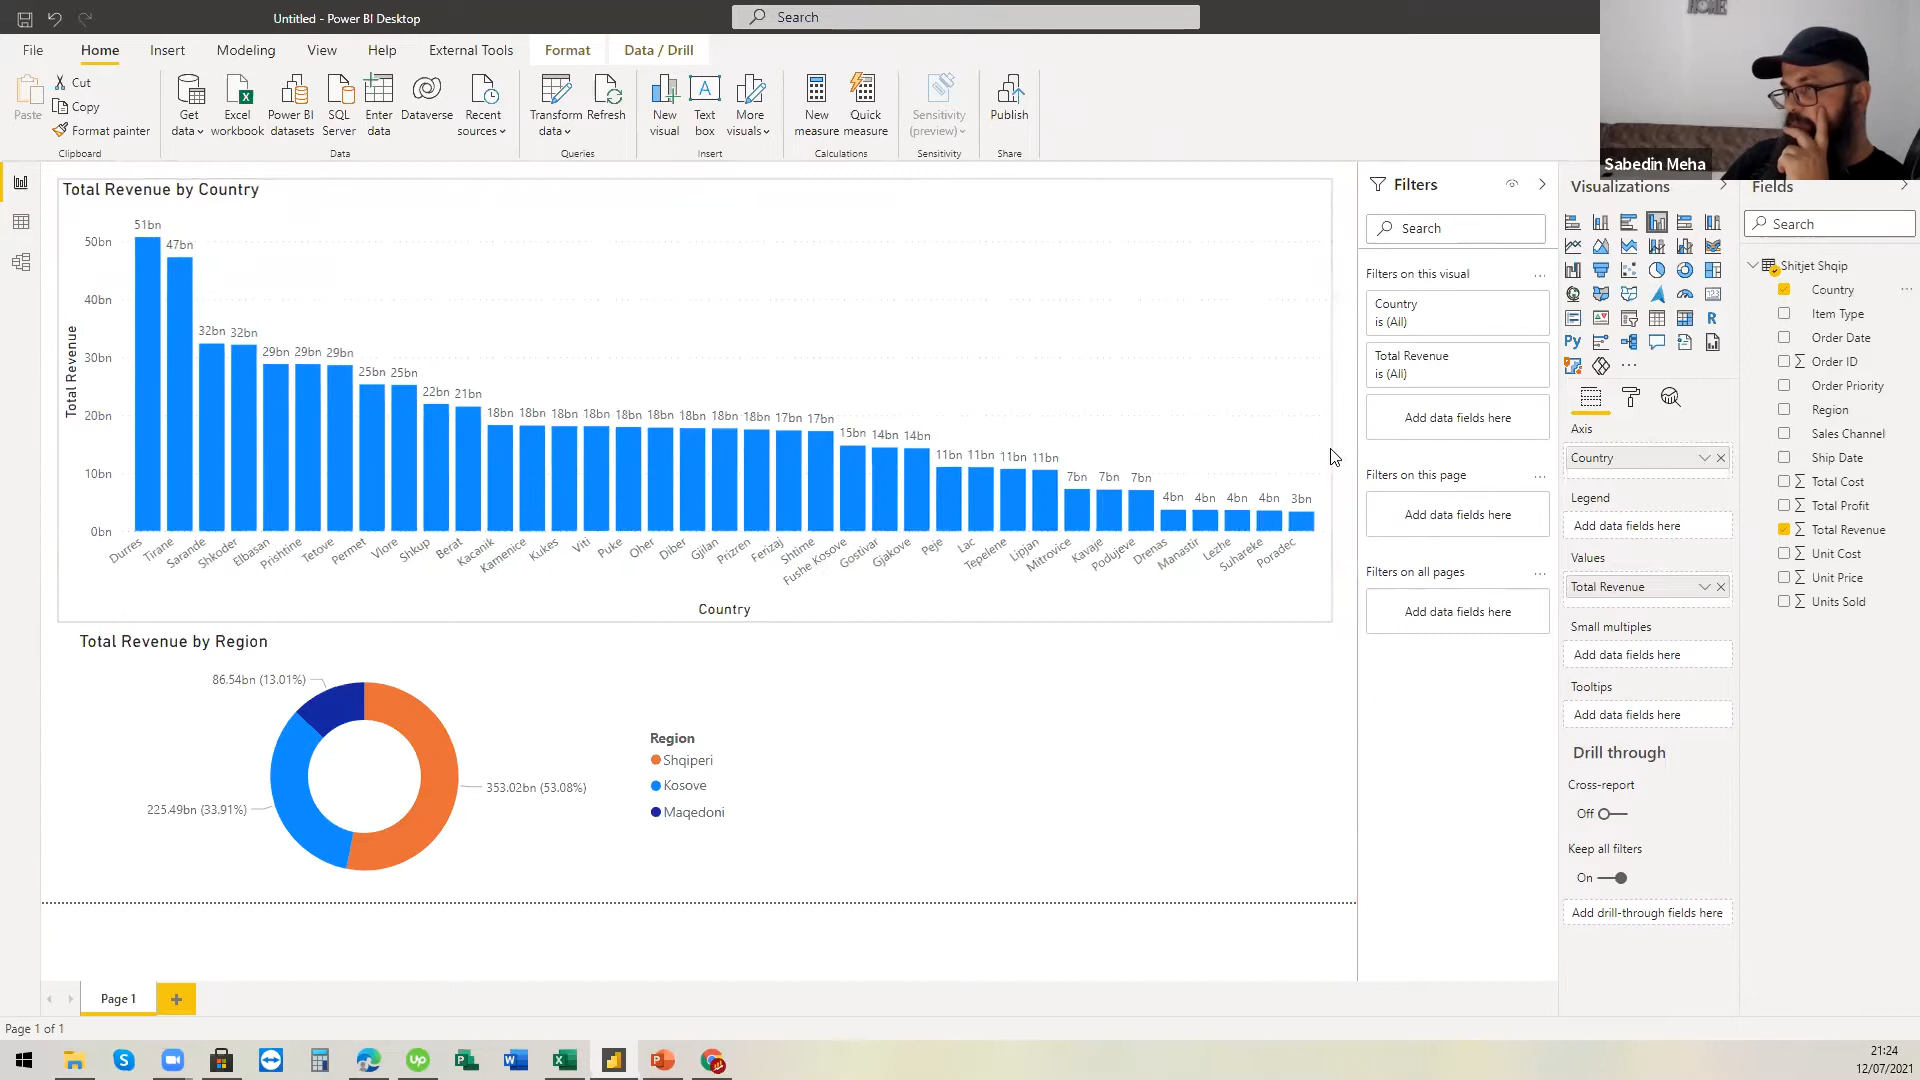 Untitled - Power BI Desktop
Search
File Home Insert Modeling View Help External Tools Format Data / Drill
Paste
Cut
Copy
Format painter
Clipboard
Get data
Excel workbook
Power BI datasets
SQL Server
Enter data
Dataverse
Recent sources
Data
Transform data
Refresh
Queries
New visual
Text box
More visuals
Insert
New measure
Quick measure
Calculations
Sensitivity (preview)
Sensitivity
Publish
Share
HOME
Sabedin Meha
Total Revenue by Country
Total Revenue
50bn
40bn
30bn
20bn
10bn
0bn
51bn 47bn 32bn 32bn 29bn 29bn 29bn 25bn 25bn 22bn 21bn 18bn 18bn 18bn 18bn 18bn 18bn 18bn 18bn 18bn 17bn 17bn 15bn 14bn 14bn 11bn 11bn 11bn 11bn 7bn 7bn 7bn 4bn 4bn 4bn 4bn 3bn
Durres Tirane Sarande Shkoder Elbasan Prishtine Tetove Permet Vlore Shkup Berat Kacanik Kamenice Kukes Viti Puke Oher Diber Gjilan Prizren Ferizaj Shtime Fushe Kosove Gostivar Gjakove Peje Lac Tepelene Lipjan Mitrovice Kavaje Podujeve Drenas Manastir Lezhe Suhareke Poradec
Country
Total Revenue by Region
86.54bn (13.01%)
353.02bn (53.08%)
225.49bn (33.91%)
Region
Shqiperi
Kosove
Maqedoni
Filters
Search
Filters on this visual
Country
is (All)
Total Revenue
is (All)
Add data fields here
Filters on this page
Add data fields here
Filters on all pages
Add data fields here
Visualizations
R
Py
123
Axis
Country
Legend
Add data fields here
Values
Total Revenue
Small multiples
Add data fields here
Tooltips
Add data fields here
Drill through
Cross-report
Off
Keep all filters
On
Add drill-through fields here
Fields
Search
Shitjet Shqip
Country
Item Type
Order Date
Order ID
Order Priority
Region
Sales Channel
Ship Date
Total Cost
Total Profit
Total Revenue
Unit Cost
Unit Price
Units Sold
Page 1
Page 1 of 1
21:24
12/07/2021